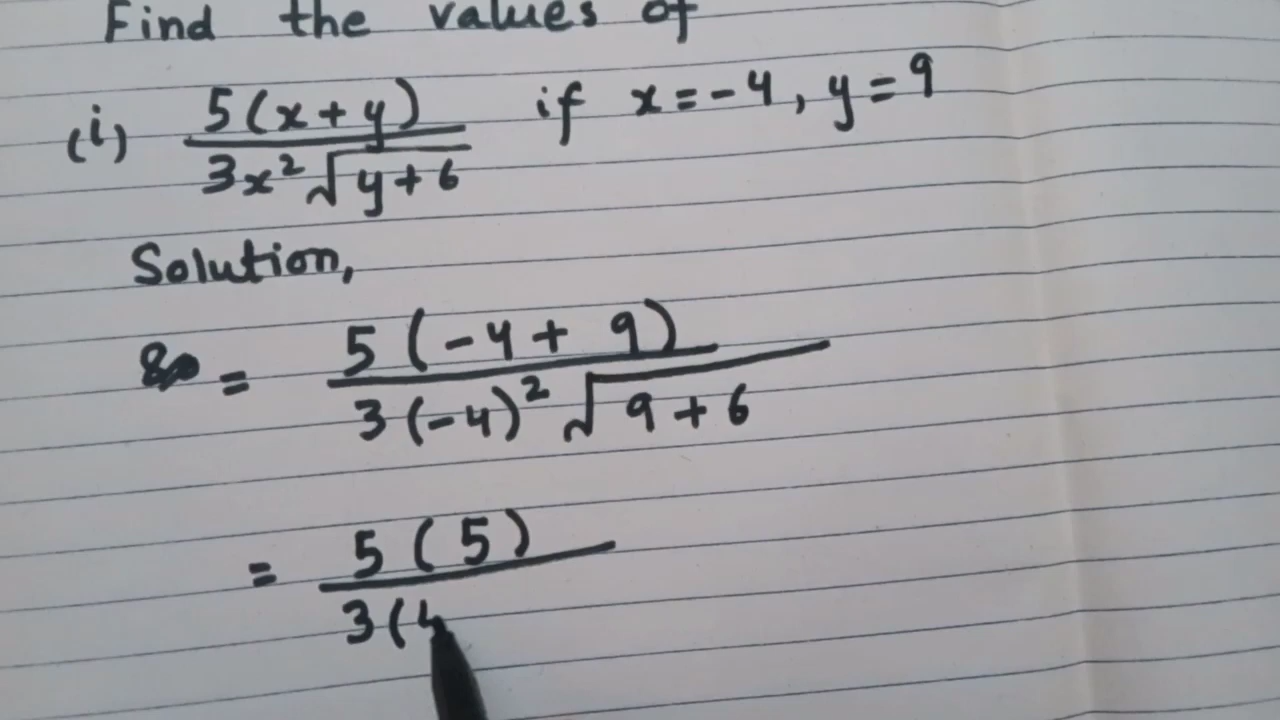 Find the values of
(i) 5(x+y) / 3x²√y+6 if x=-4, y=9
Solution,
= 5(-4+9) / 3(-4)²√9+6
= 5(5) / 3(4